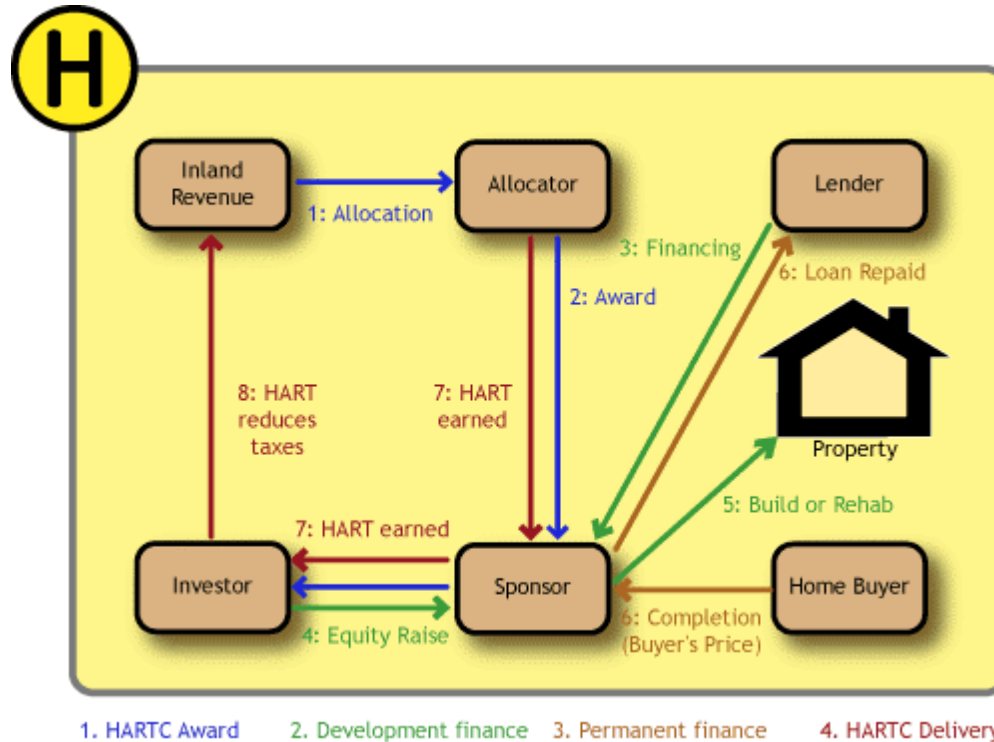 H
Inland
Revenue
Allocator
Lender
1: Allocation
3: Financing
6: Loan Repaid
2: Award
8: HART
reduces
taxes
7: HART
earned
Property
5: Build or Rehab
7: HART earned
Investor
Sponsor
Home Buyer
4: Equity Raise
6: Completion
(Buyer's Price)
1. HARTC Award 2. Development finance 3. Permanent finance 4. HARTC Delivery